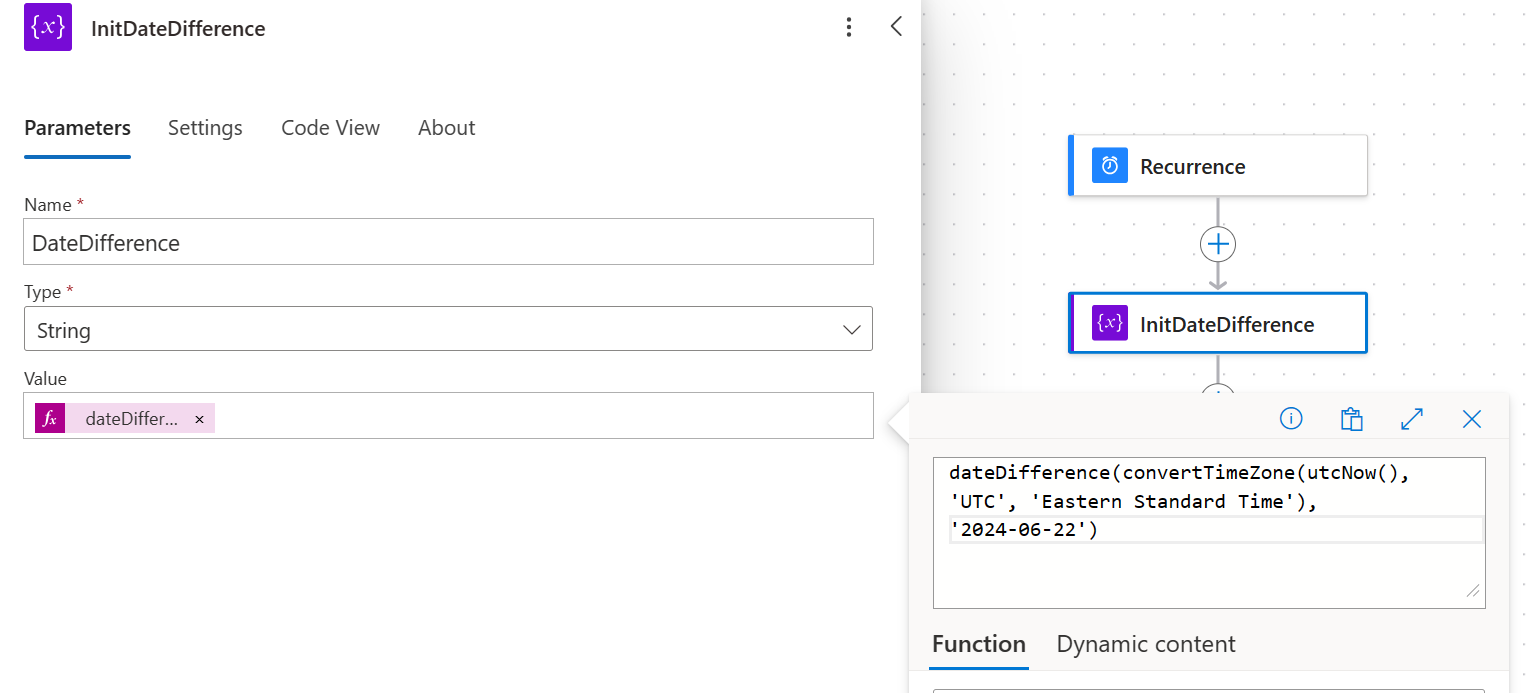 {x} InitDateDifference
Parameters Settings Code View About
Name *
DateDifference
Type *
String
Value
fx dateDiffer... ×
Recurrence
{x} InitDateDifference
dateDifference(convertTimeZone(utcNow(),
'UTC', 'Eastern Standard Time'),
'2024-06-22')
Function Dynamic content